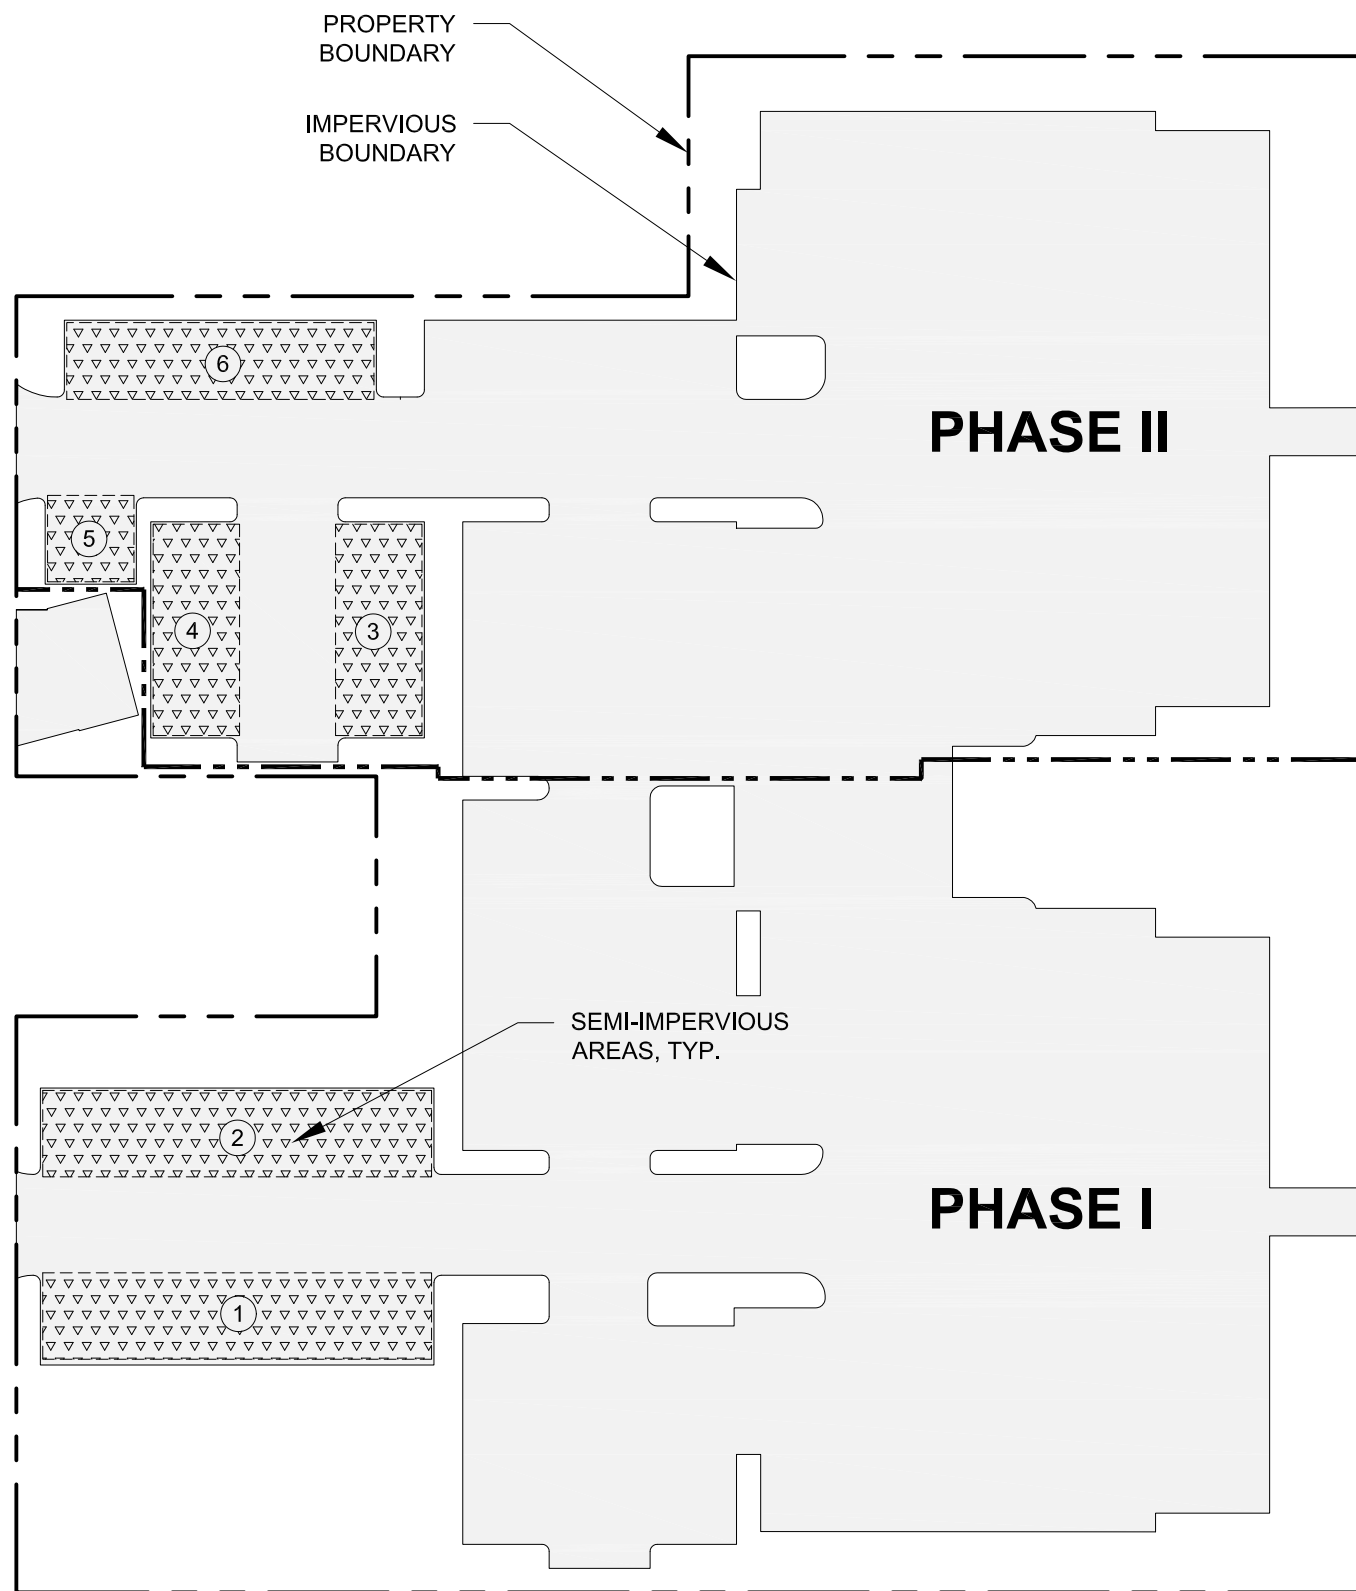 PROPERTY
BOUNDARY
IMPERVIOUS
BOUNDARY
6
PHASE II
5
4
3
SEMI-IMPERVIOUS
AREAS, TYP.
2
PHASE I
1